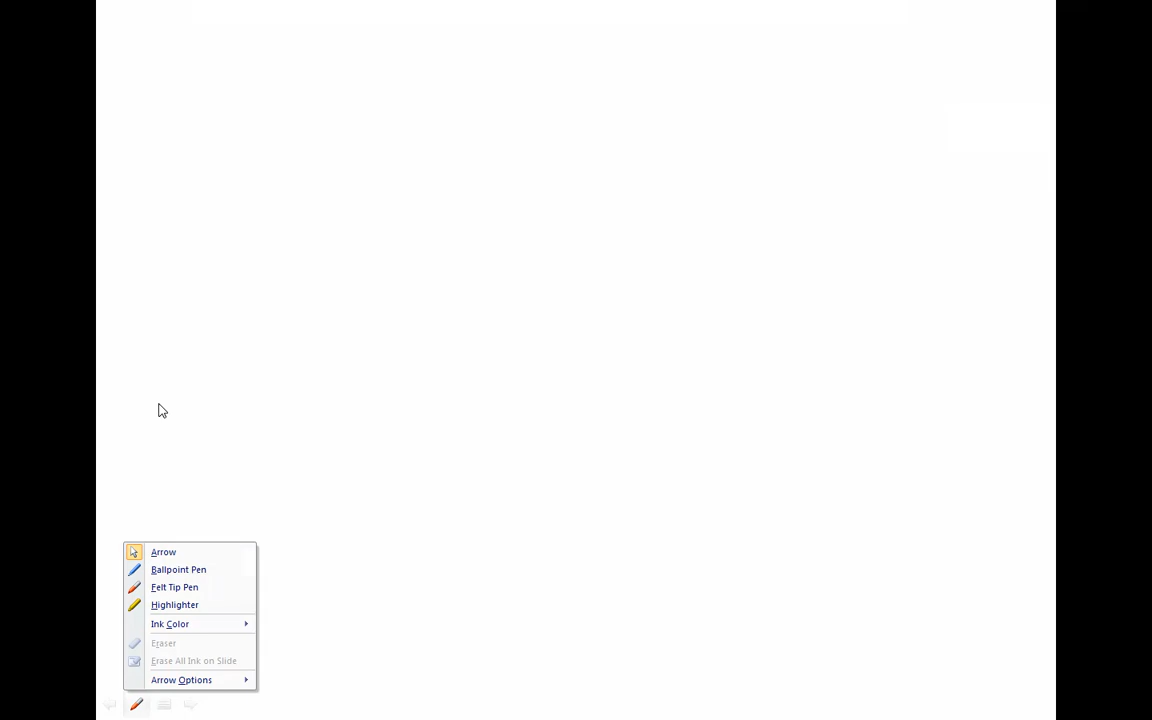 Arrow
Ballpoint Pen
Felt Tip Pen
Highlighter
Ink Color
Eraser
Erase All Ink on Slide
Arrow Options